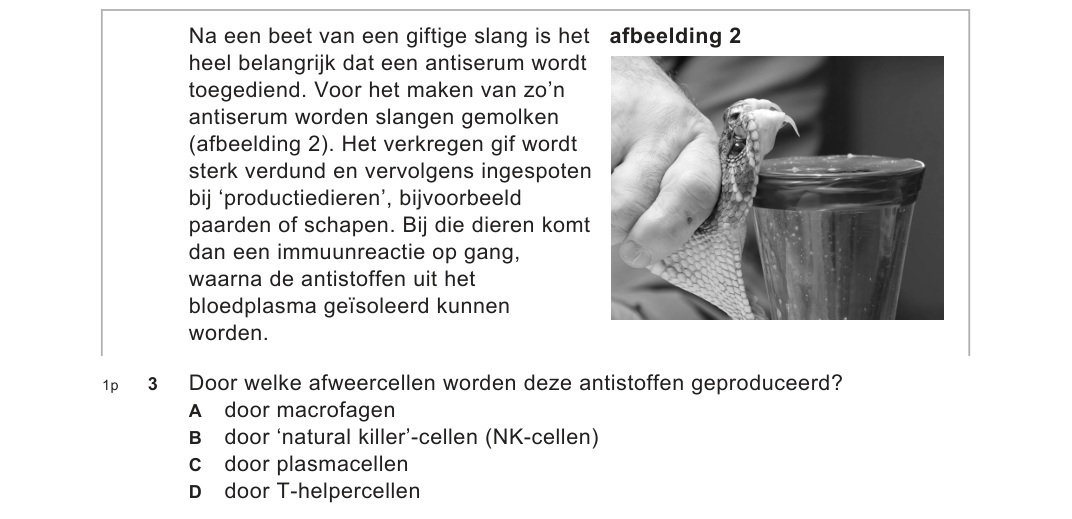 Na een beet van een giftige slang is het
heel belangrijk dat een antiserum wordt
toegediend. Voor het maken van zo’n
antiserum worden slangen gemolken
(afbeelding 2). Het verkregen gif wordt
sterk verdund en vervolgens ingespoten
bij ‘productiedieren’, bijvoorbeeld
paarden of schapen. Bij die dieren komt
dan een immuunreactie op gang,
waarna de antistoffen uit het
bloedplasma geïsoleerd kunnen
worden.
afbeelding 2
1p 3 Door welke afweercellen worden deze antistoffen geproduceerd?
A door macrofagen
B door ‘natural killer’-cellen (NK-cellen)
C door plasmacellen
D door T-helpercellen